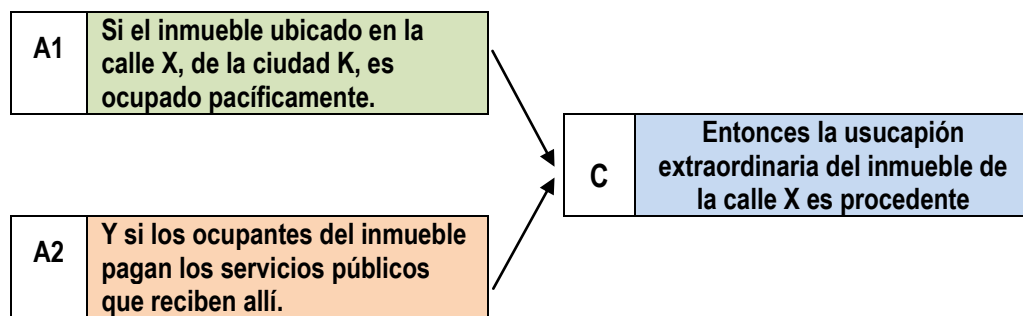 A1
Si el inmueble ubicado en la
calle X, de la ciudad K, es
ocupado pacíficamente.
C
Entonces la usucapión
extraordinaria del inmueble de
la calle X es procedente
A2
Y si los ocupantes del inmueble
pagan los servicios públicos
que reciben allí.